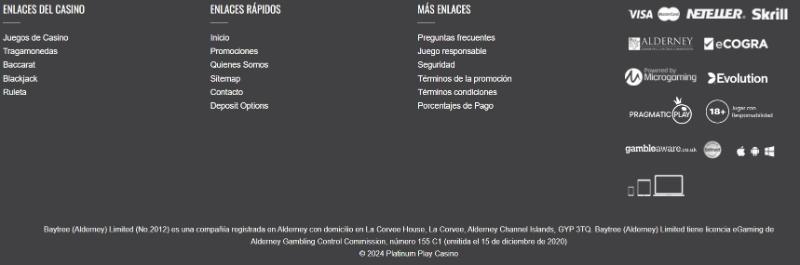 ENLACES DEL CASINO
Juegos de Casino
Tragamonedas
Baccarat
Blackjack
Ruleta
ENLACES RÁPIDOS
Inicio
Promociones
Quienes Somos
Sitemap
Contacto
Deposit Options
MÁS ENLACES
Preguntas frecuentes
Juego responsable
Seguridad
Términos de la promoción
Términos condiciones
Porcentajes de Pago
VISA MasterCard NETELLER Skrill
ALDERNEY eCOGRA
Powered by
Microgaming Evolution
PRAGMATIC PLAY 18+ Jugar con
Responsabilidad
gambleaware.co.uk
Baytree (Alderney) Limited (No.2012) es una compañía registrada en Alderney con domicilio en La Corvee House, La Corvee, Alderney Channel Islands, GYP 3TQ. Baytree (Alderney) Limited tiene licencia eGaming de
Alderney Gambling Control Commission, número 155 C1 (emitida el 15 de diciembre de 2020)
© 2024 Platinum Play Casino